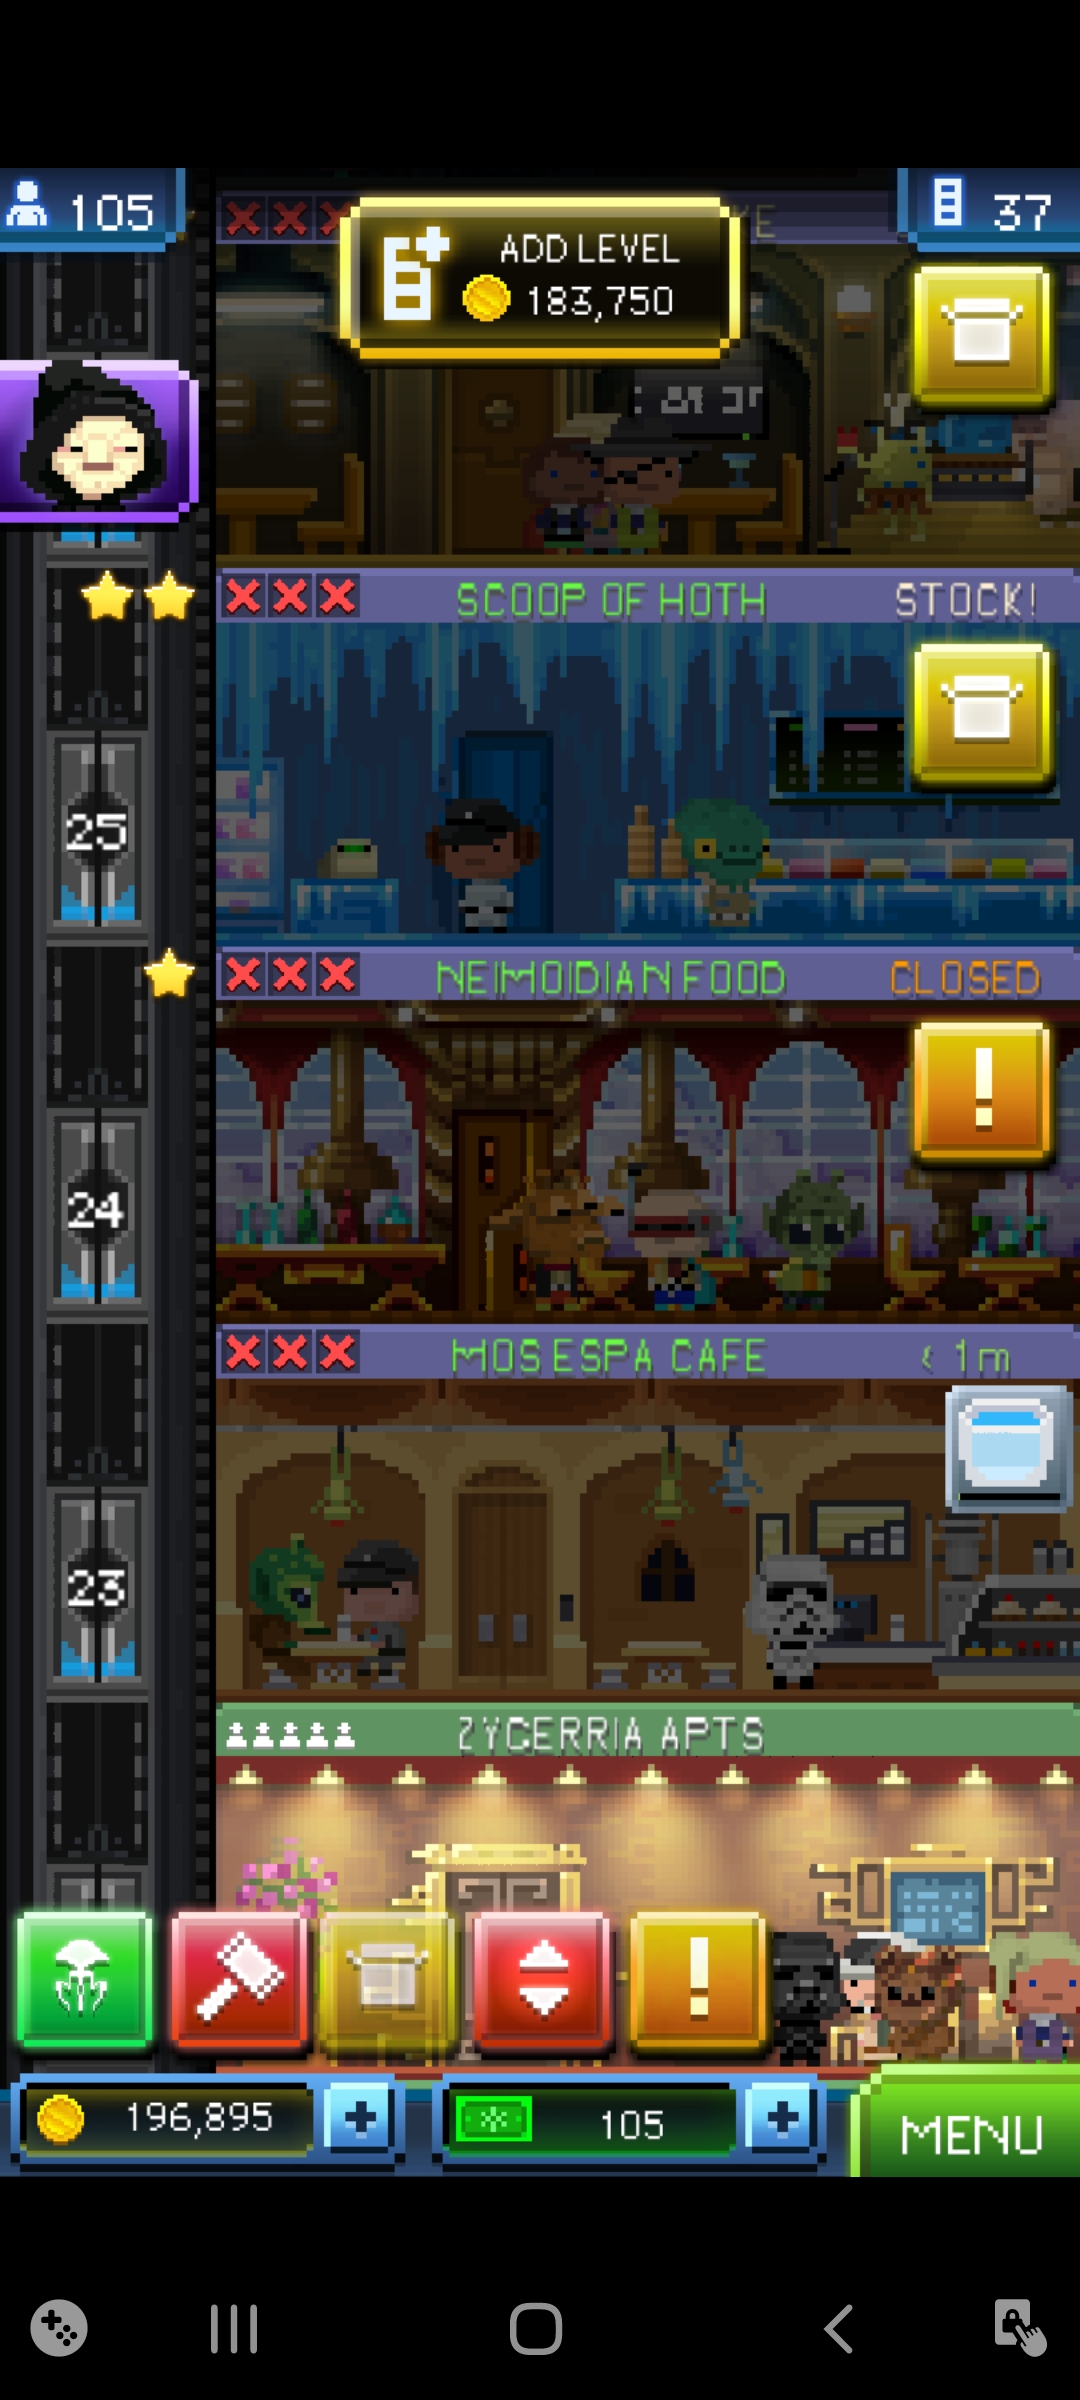 105
ADD LEVEL
183,750
37
SCOOP OF HOTH
STOCK!
25
NEIMOIDIAN FOOD
CLOSED
24
MOS ESPA CAFE
< 1m
23
ZYGERRIA APTS
196,895
105
MENU